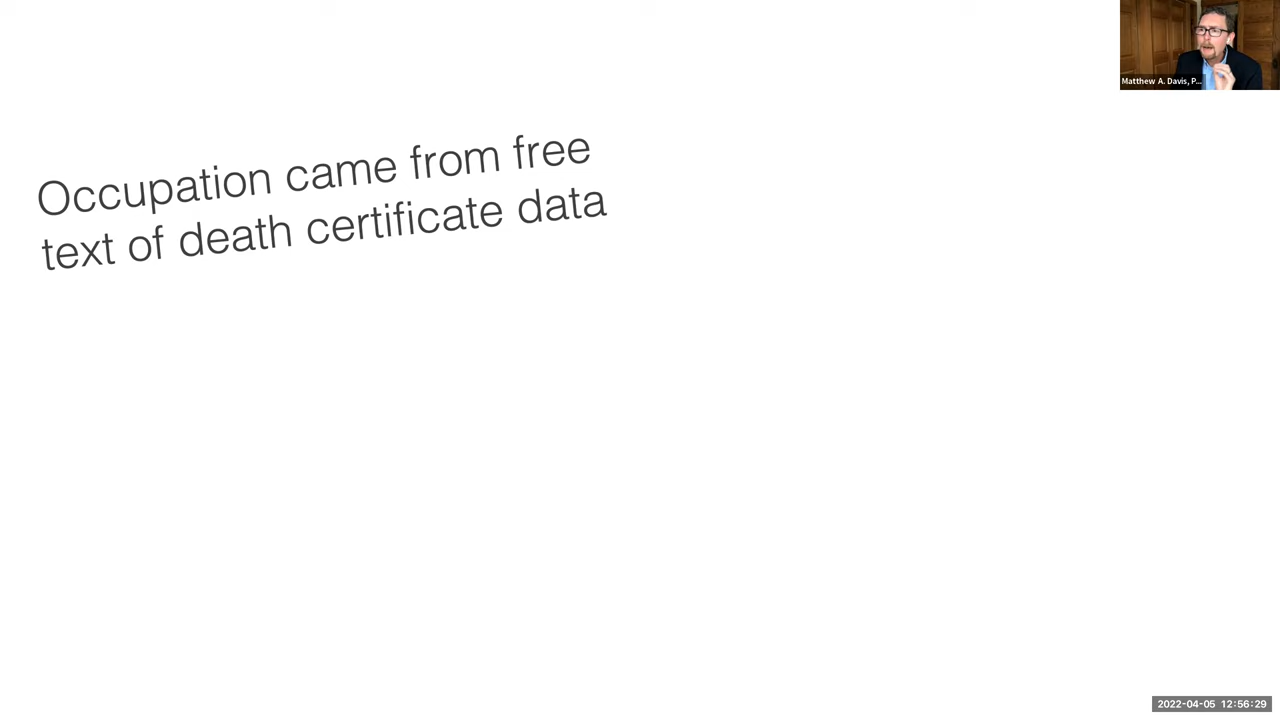 Matthew A. Davis, P...
Occupation came from free
text of death certificate data
2022-04-05 12:56:29